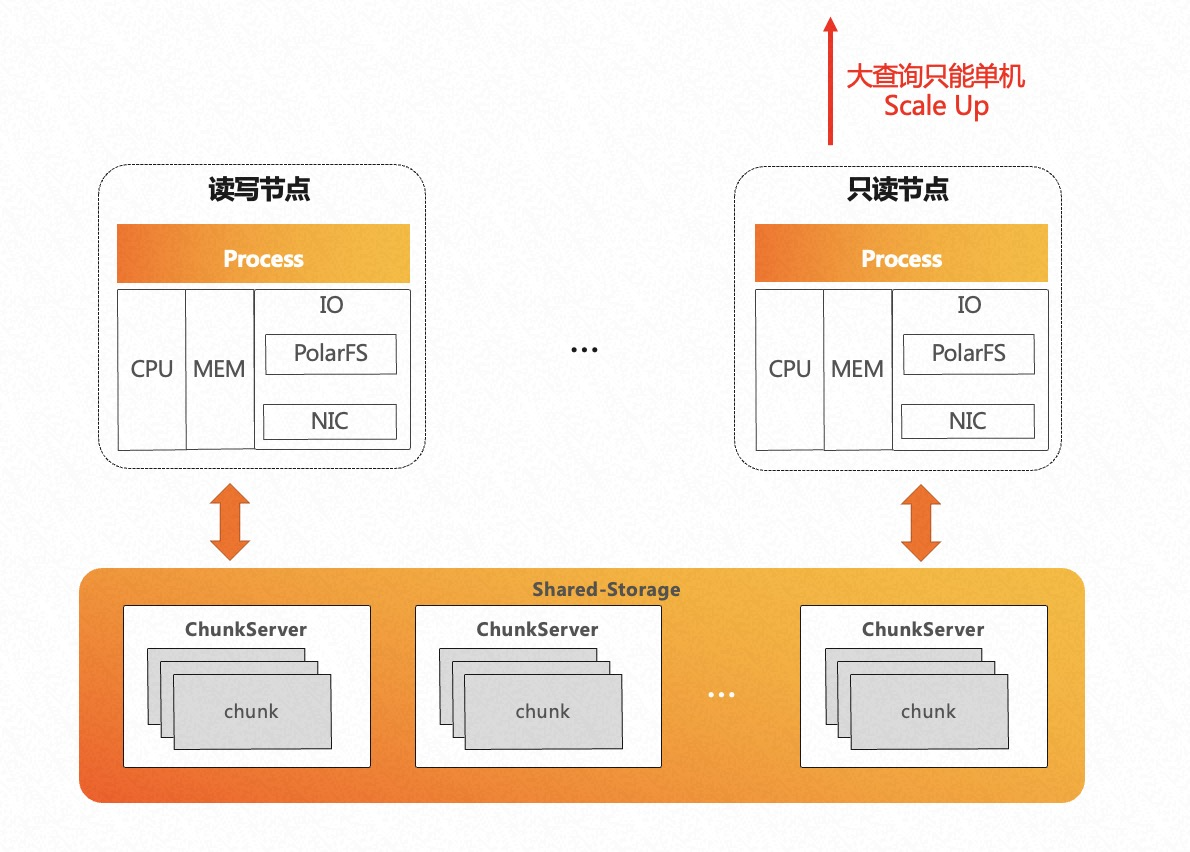 大查询只能单机
Scale Up
读写节点
Process
CPU
MEM
IO
PolarFS
NIC
...
只读节点
Process
CPU
MEM
IO
PolarFS
NIC
Shared-Storage
ChunkServer
chunk
ChunkServer
chunk
...
ChunkServer
chunk